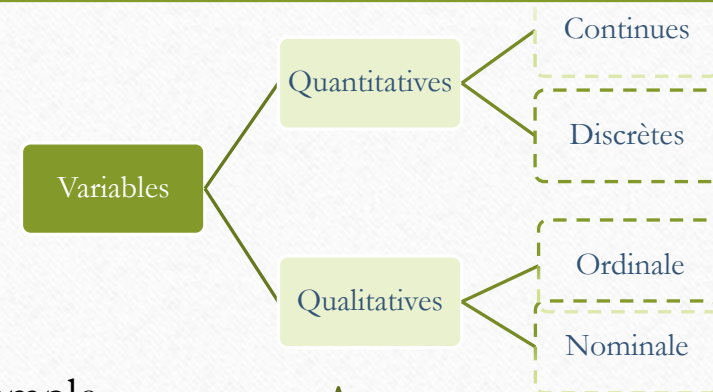 Continues
Quantitatives
Discrètes
Variables
Ordinale
Qualitatives
Nominale